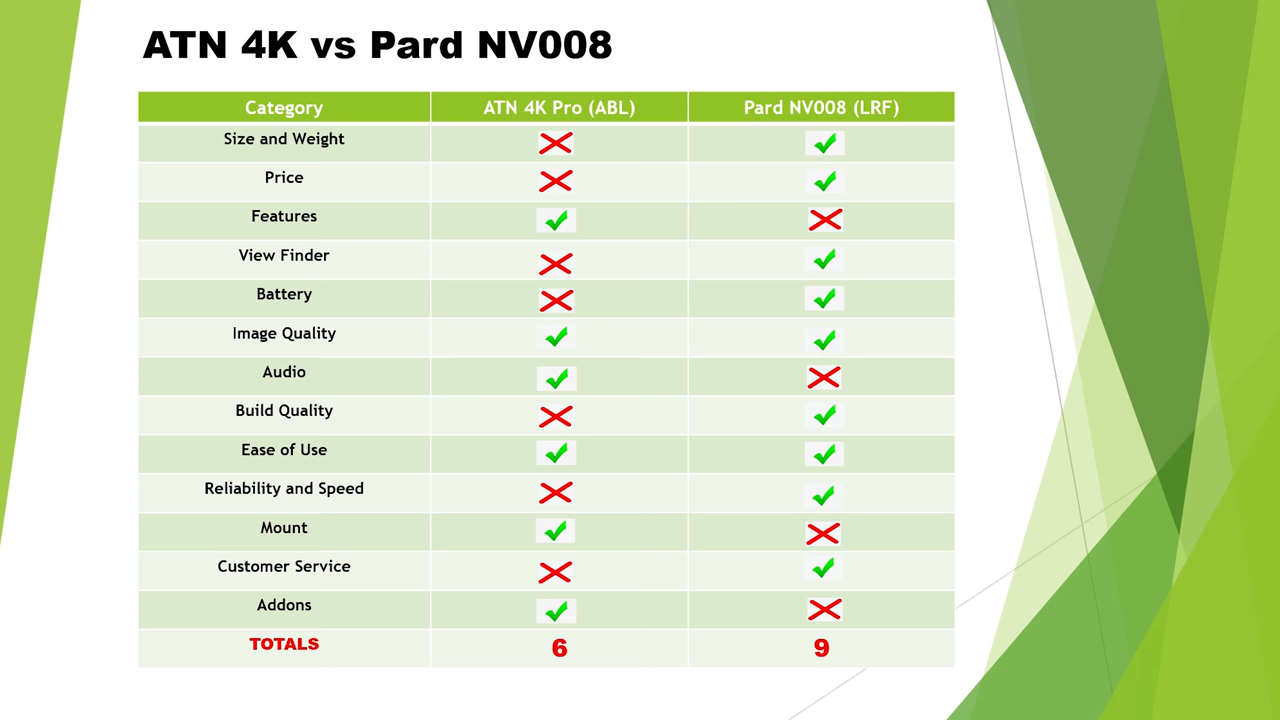 ATN 4K vs Pard NV008
Category ATN 4K Pro (ABL) Pard NV008 (LRF)
Size and Weight
Price
Features
View Finder
Battery
Image Quality
Audio
Build Quality
Ease of Use
Reliability and Speed
Mount
Customer Service
Addons
TOTALS 6 9